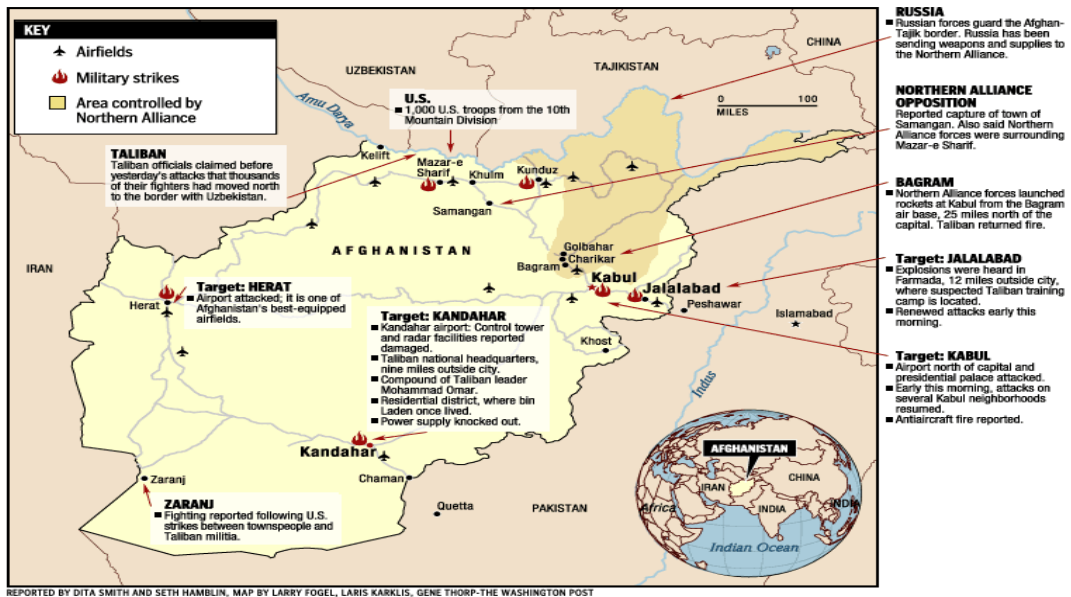 KEY
Airfields
Military strikes
Area controlled by
Northern Alliance
UZBEKISTAN
TAJIKISTAN
CHINA
Amu Darya
U.S.
1,000 U.S. troops from the 10th
Mountain Division
0 100
MILES
TALIBAN
Taliban officials claimed before
yesterday's attacks that thousands
of their fighters had moved north
to the border with Uzbekistan.
Kelift
Mazar-e
Sharif
Khulm
Kunduz
Samangan
AFGHANISTAN
IRAN
Golbahar
Charikar
Bagram
Kabul
Jalalabad
Peshawar
Islamabad
Herat
Target: HERAT
Airport attacked; it is one of
Afghanistan's best-equipped
airfields.
Target: KANDAHAR
Kandahar airport: Control tower
and radar facilities reported
damaged.
Taliban national headquarters,
nine miles outside city.
Compound of Taliban leader
Mohammad Omar.
Residential district, where bin
Laden once lived.
Power supply knocked out.
Khost
Indus
Kandahar
Zaranj
Chaman
ZARANJ
Fighting reported following U.S.
strikes between townspeople and
Taliban militia.
Quetta
PAKISTAN
AFGHANISTAN
IRAN
CHINA
INDIA
Africa
INDIA
Indian Ocean
RUSSIA
Russian forces guard the Afghan-
Tajik border. Russia has been
sending weapons and supplies to
the Northern Alliance.
NORTHERN ALLIANCE
OPPOSITION
Reported capture of town of
Samangan. Also said Northern
Alliance forces were surrounding
Mazar-e Sharif.
BAGRAM
Northern Alliance forces launched
rockets at Kabul from the Bagram
air base, 25 miles north of the
capital. Taliban returned fire.
Target: JALALABAD
Explosions were heard in
Farmada, 12 miles outside city,
where suspected Taliban training
camp is located.
Renewed attacks early this
morning.
Target: KABUL
Airport north of capital and
presidential palace attacked.
Early this morning, attacks on
several Kabul neighborhoods
resumed.
Antiaircraft fire reported.
REPORTED BY DITA SMITH AND SETH HAMBLIN, MAP BY LARRY FOGEL, LARIS KARKLIS, GENE THORP-THE WASHINGTON POST